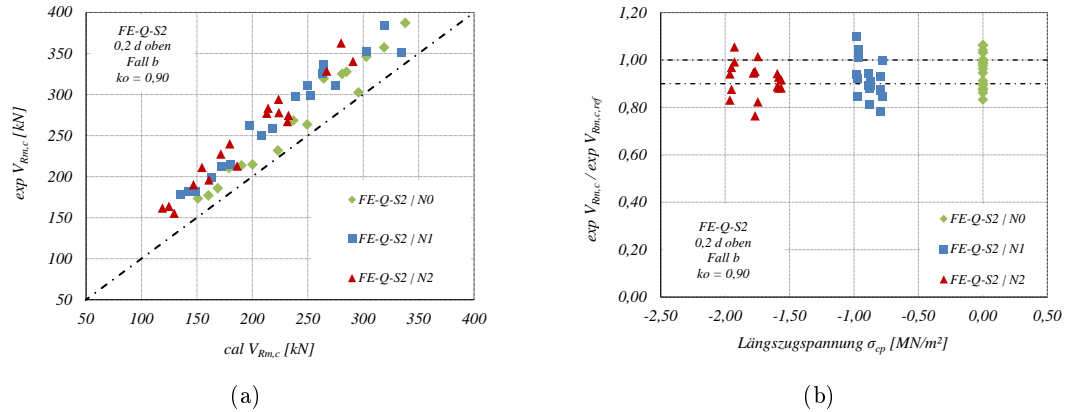 400
350
300
250
200
150
100
50
exp V_Rm,c [kN]
FE-Q-S2
0,2 d oben
Fall b
ko = 0,90
FE-Q-S2 / N0
FE-Q-S2 / N1
FE-Q-S2 / N2
50 100 150 200 250 300 350 400
cal V_Rm,c [kN]
(a)
1,20
1,00
0,80
0,60
0,40
0,20
0,00
exp V_Rm,c / exp V_Rm,c,ref
FE-Q-S2
0,2 d oben
Fall b
ko = 0,90
FE-Q-S2 / N0
FE-Q-S2 / N1
FE-Q-S2 / N2
-2,50 -2,00 -1,50 -1,00 -0,50 0,00 0,50
Längszugspannung σcp [MN/m²]
(b)